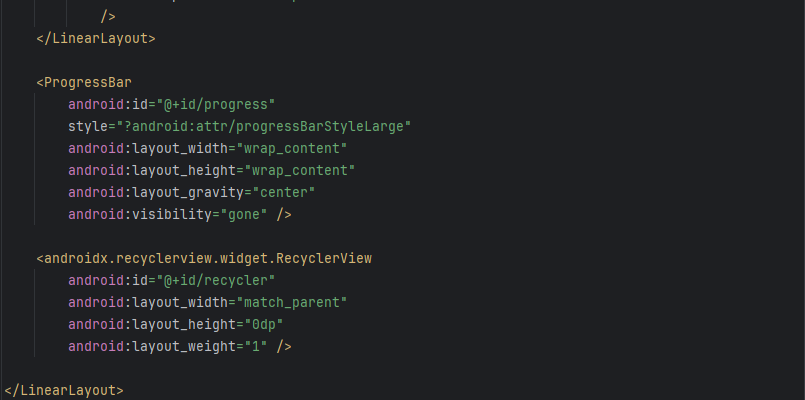 />
</LinearLayout>
<ProgressBar
android:id="@+id/progress"
style="?android:attr/progressBarStyleLarge"
android:layout_width="wrap_content"
android:layout_height="wrap_content"
android:layout_gravity="center"
android:visibility="gone" />
<androidx.recyclerview.widget.RecyclerView
android:id="@+id/recycler"
android:layout_width="match_parent"
android:layout_height="0dp"
android:layout_weight="1" />
</LinearLayout>